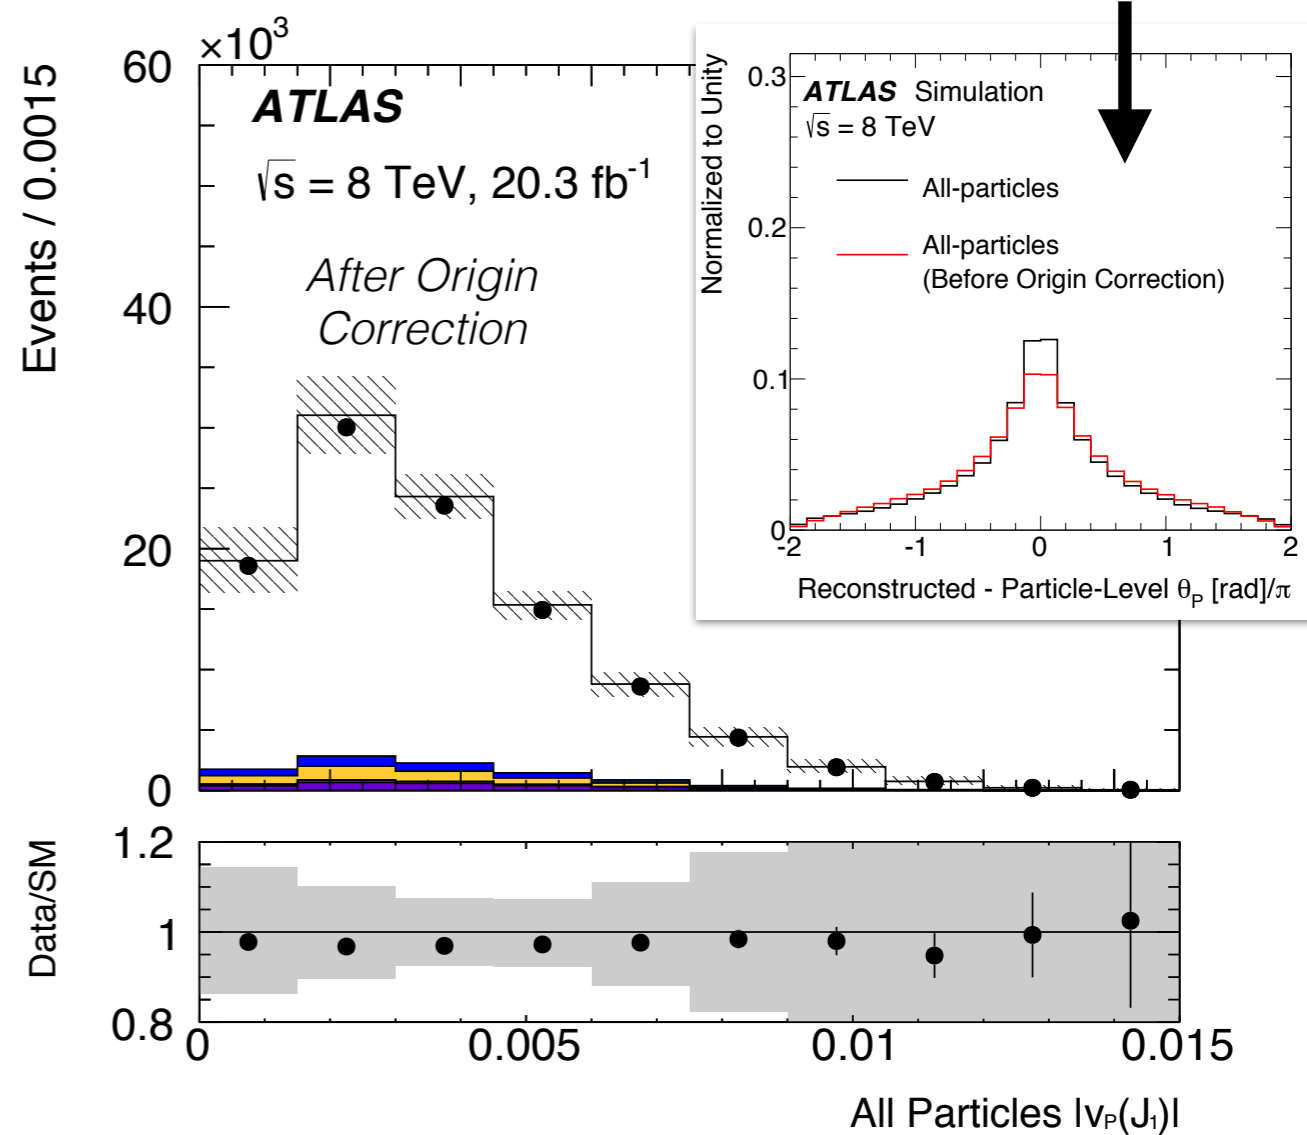 ×10³
Events / 0.0015
60
40
20
0
ATLAS
√s = 8 TeV, 20.3 fb⁻¹
After Origin
Correction
Normalized to Unity
0.3
0.2
0.1
0
ATLAS Simulation
√s = 8 TeV
All-particles
All-particles
(Before Origin Correction)
-2 -1 0 1 2
Reconstructed - Particle-Level θ_P [rad]/π
Data/SM
1.2
1
0.8
0 0.005 0.01 0.015
All Particles |v_P(J₁)|